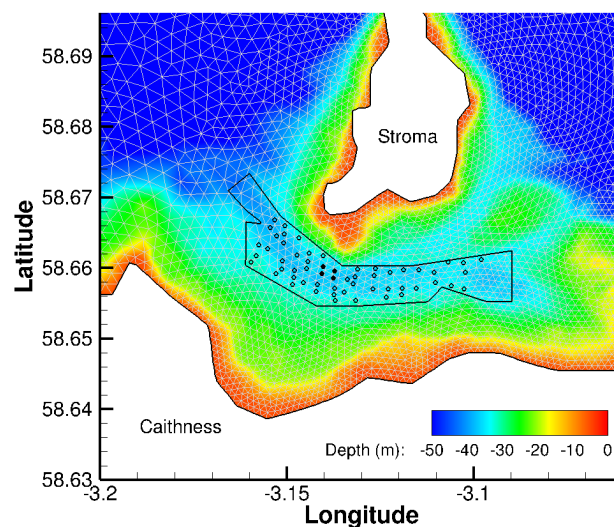 58.69
58.68
58.67
58.66
58.65
58.64
58.63
Latitude
Stroma
Caithness
Depth (m):
-50 -40 -30 -20 -10 0
-3.2 -3.15 -3.1
Longitude